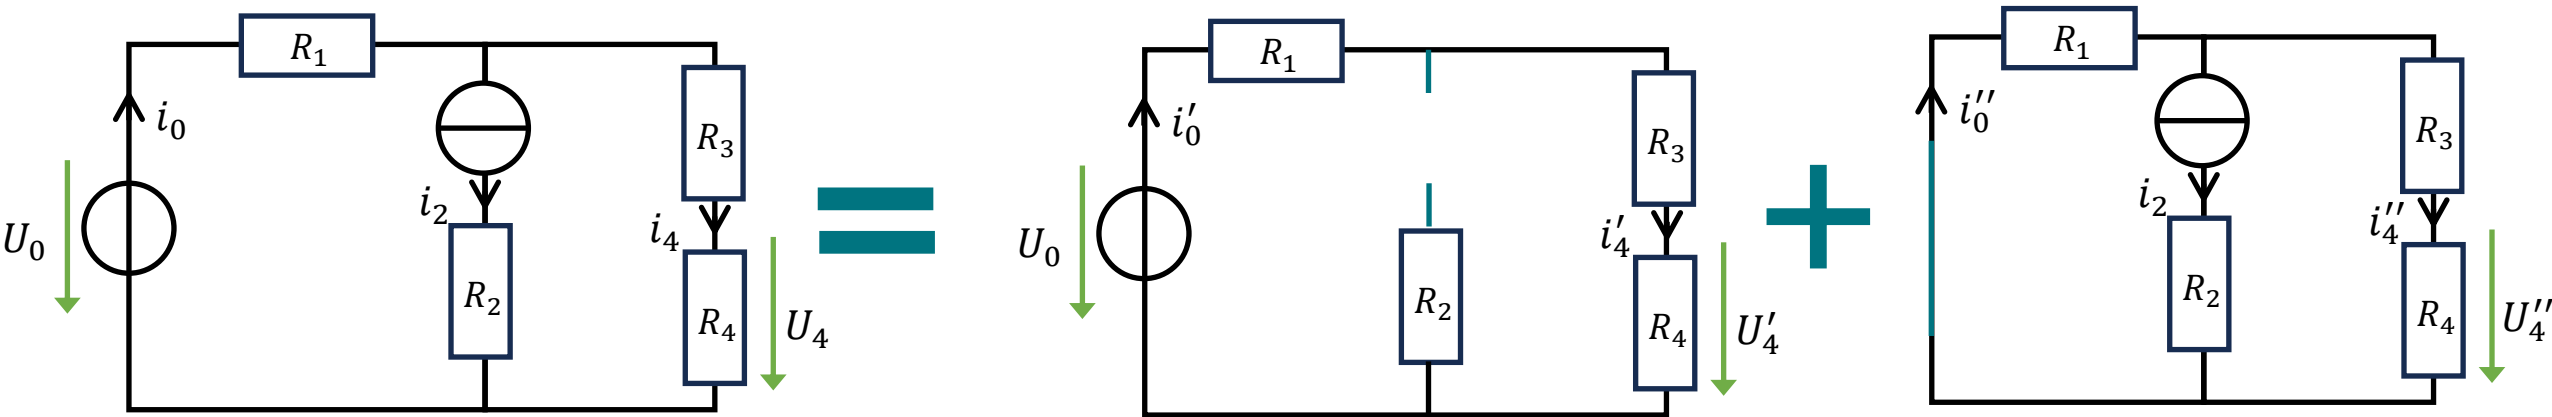 R₁
i₀
R₃
i₂
i₄
U₀
R₂
R₄
U₄
R₁
i₀′
R₃
i₄′
U₀
R₂
R₄
U₄′
R₁
i₀′′
R₃
i₂
i₄′′
R₂
R₄
U₄′′